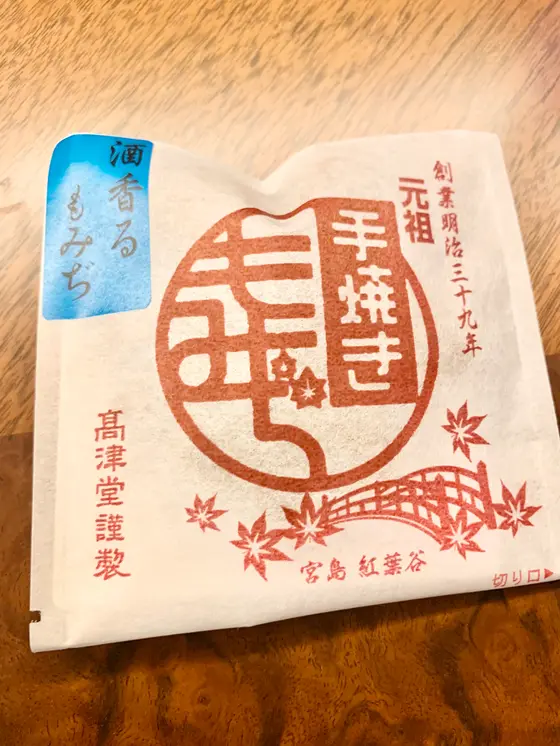 創業明治三十九年
元祖
手焼き
もみぢ
酒香る
もみぢ
髙津堂謹製
宮島 紅葉谷
切り口▶